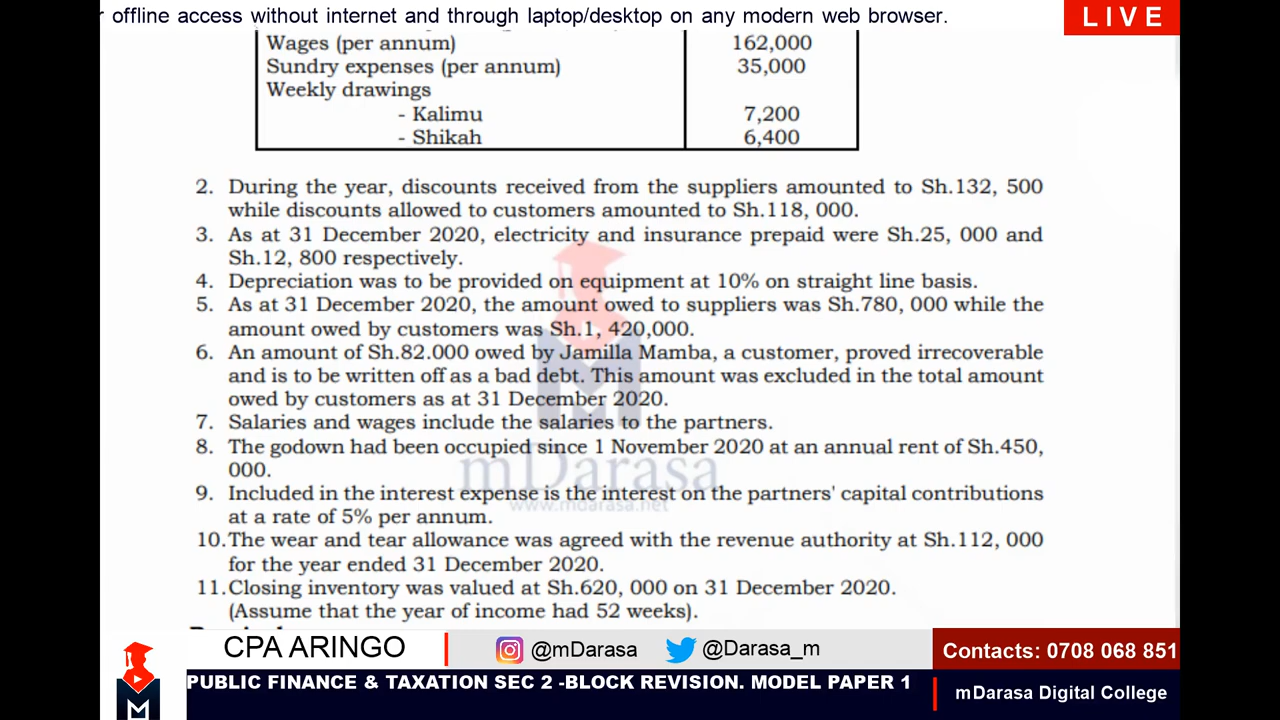 r offline access without internet and through laptop/desktop on any modern web browser.
LIVE
Wages (per annum) 162,000
Sundry expenses (per annum) 35,000
Weekly drawings
- Kalimu 7,200
- Shikah 6,400
2. During the year, discounts received from the suppliers amounted to Sh.132, 500
while discounts allowed to customers amounted to Sh.118, 000.
3. As at 31 December 2020, electricity and insurance prepaid were Sh.25, 000 and
Sh.12, 800 respectively.
4. Depreciation was to be provided on equipment at 10% on straight line basis.
5. As at 31 December 2020, the amount owed to suppliers was Sh.780, 000 while the
amount owed by customers was Sh.1, 420,000.
6. An amount of Sh.82.000 owed by Jamilla Mamba, a customer, proved irrecoverable
and is to be written off as a bad debt. This amount was excluded in the total amount
owed by customers as at 31 December 2020.
7. Salaries and wages include the salaries to the partners.
8. The godown had been occupied since 1 November 2020 at an annual rent of Sh.450,
000.
mDarasa
www.mdarasa.net
9. Included in the interest expense is the interest on the partners' capital contributions
at a rate of 5% per annum.
10.The wear and tear allowance was agreed with the revenue authority at Sh.112, 000
for the year ended 31 December 2020.
11.Closing inventory was valued at Sh.620, 000 on 31 December 2020.
(Assume that the year of income had 52 weeks).
CPA ARINGO
@mDarasa
@Darasa_m
Contacts: 0708 068 851
PUBLIC FINANCE & TAXATION SEC 2 -BLOCK REVISION. MODEL PAPER 1
mDarasa Digital College